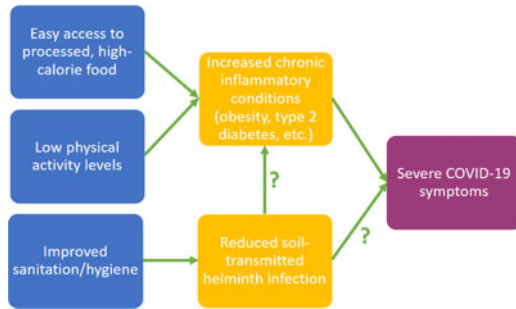 Easy access to
processed, high-
calorie food
Low physical
activity levels
Improved
sanitation/hygiene
Increased chronic
inflammatory
conditions
(obesity, type 2
diabetes, etc.)
?
Reduced soil-
transmitted
helminth infection
?
Severe COVID-19
symptoms